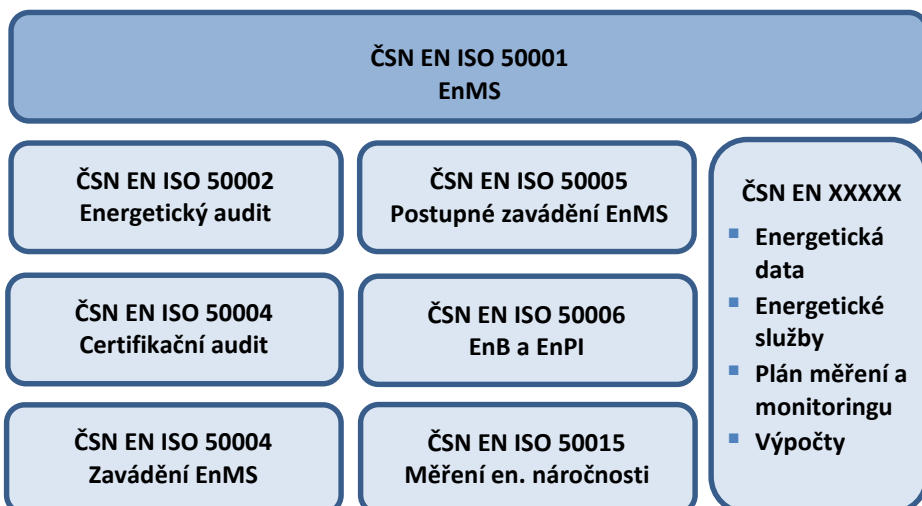 ČSN EN ISO 50001
EnMS
ČSN EN ISO 50002
Energetický audit
ČSN EN ISO 50005
Postupné zavádění EnMS
ČSN EN ISO 50004
Certifikační audit
ČSN EN ISO 50006
EnB a EnPI
ČSN EN ISO 50004
Zavádění EnMS
ČSN EN ISO 50015
Měření en. náročnosti
ČSN EN XXXXX
▪ Energetická
data
▪ Energetické
služby
▪ Plán měření a
monitoringu
▪ Výpočty